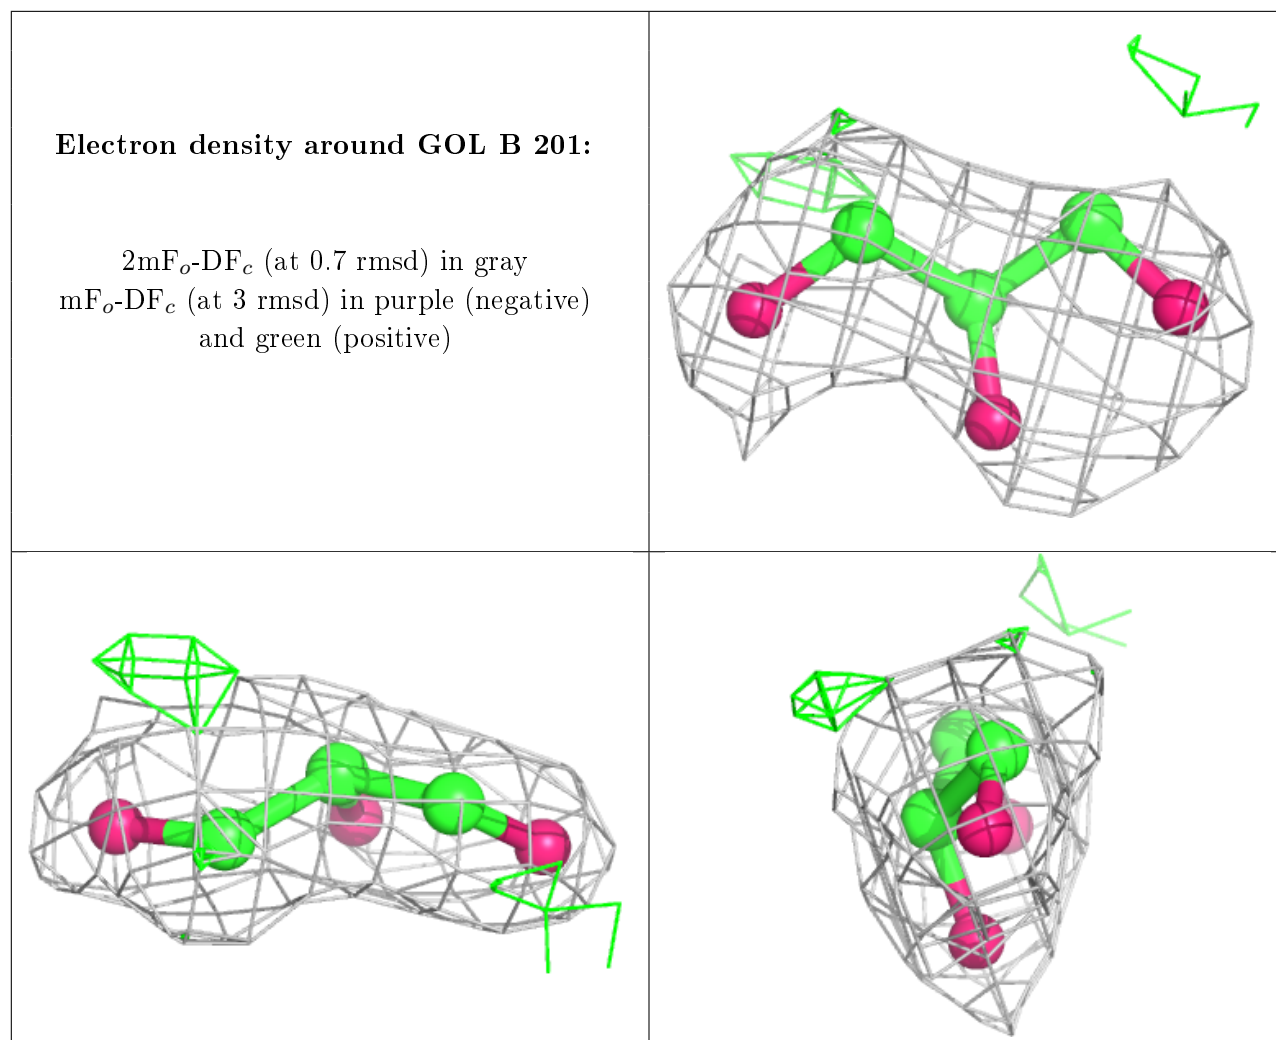 Electron density around GOL B 201:
2mFo-DFc (at 0.7 rmsd) in gray
mFo-DFc (at 3 rmsd) in purple (negative)
and green (positive)